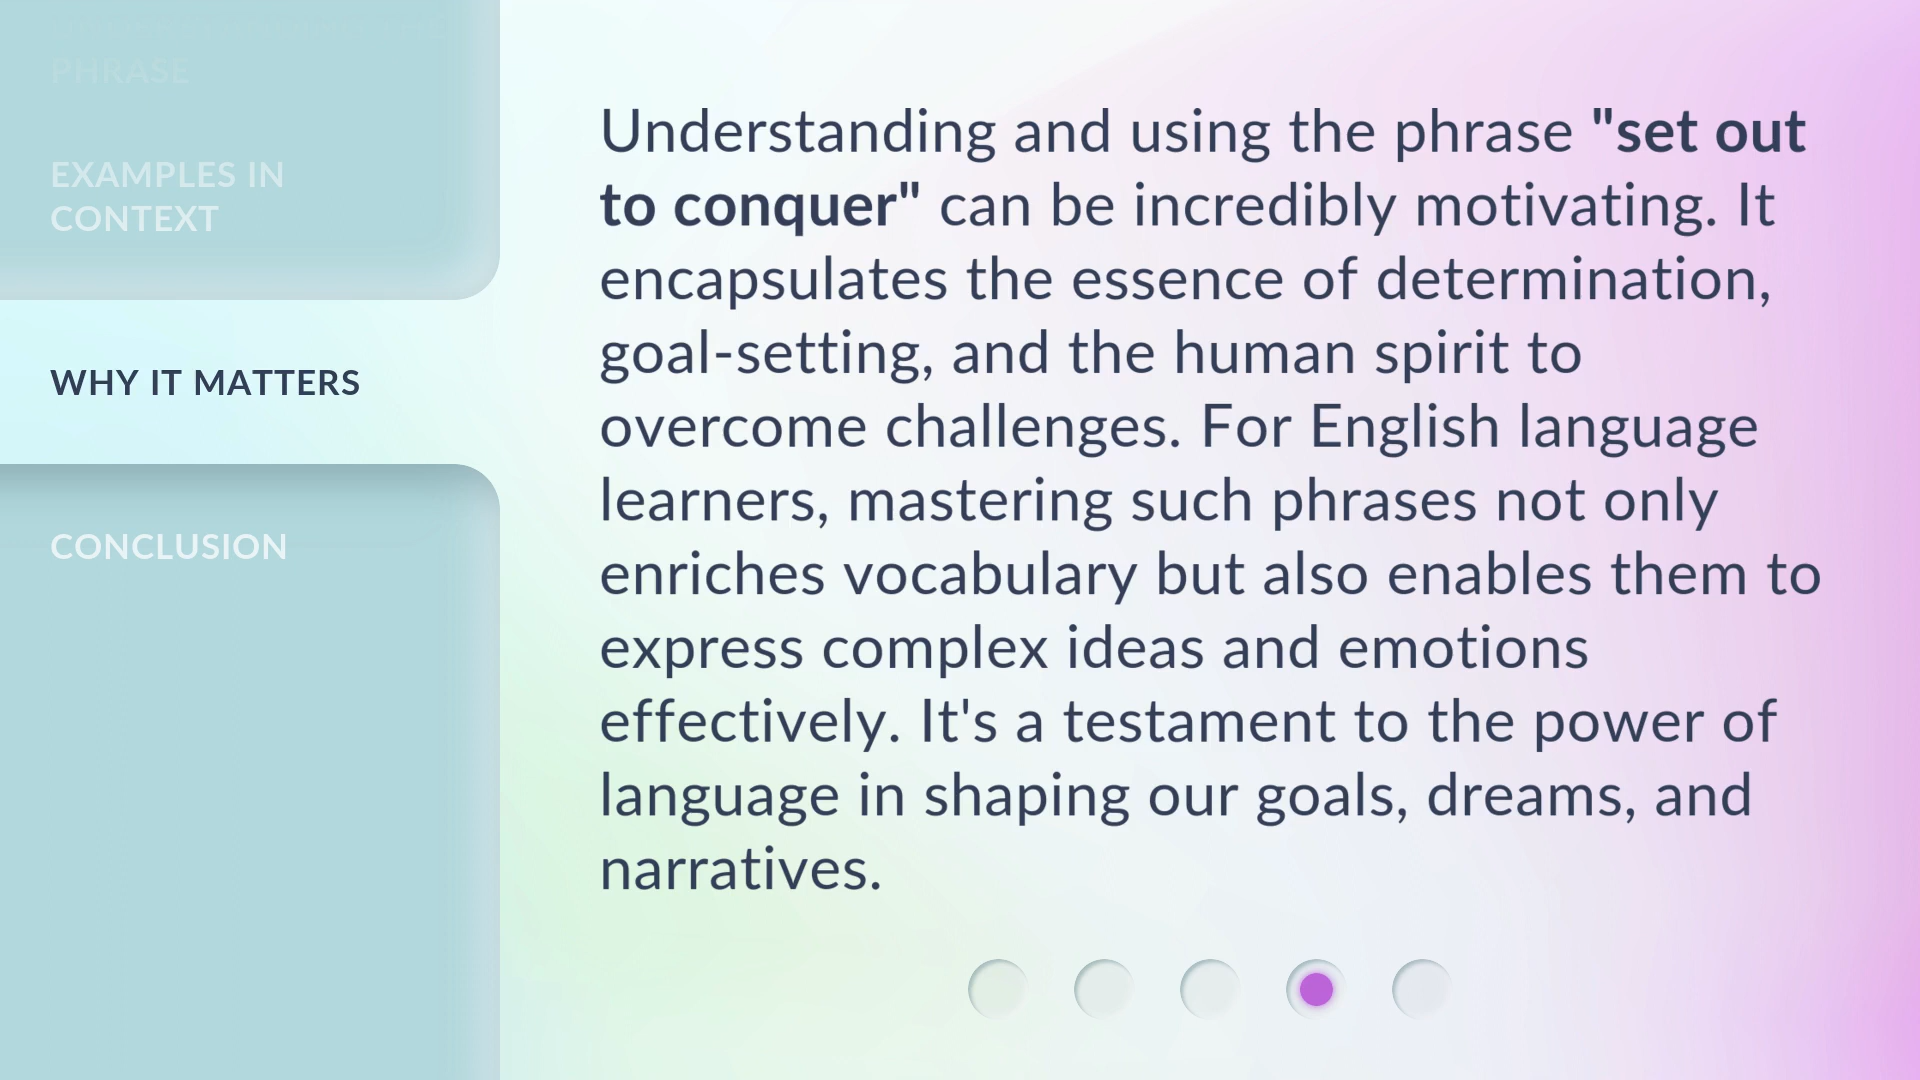 PHRASE
EXAMPLES IN
CONTEXT
WHY IT MATTERS
CONCLUSION
Understanding and using the phrase "set out
to conquer" can be incredibly motivating. It
encapsulates the essence of determination,
goal-setting, and the human spirit to
overcome challenges. For English language
learners, mastering such phrases not only
enriches vocabulary but also enables them to
express complex ideas and emotions
effectively. It's a testament to the power of
language in shaping our goals, dreams, and
narratives.